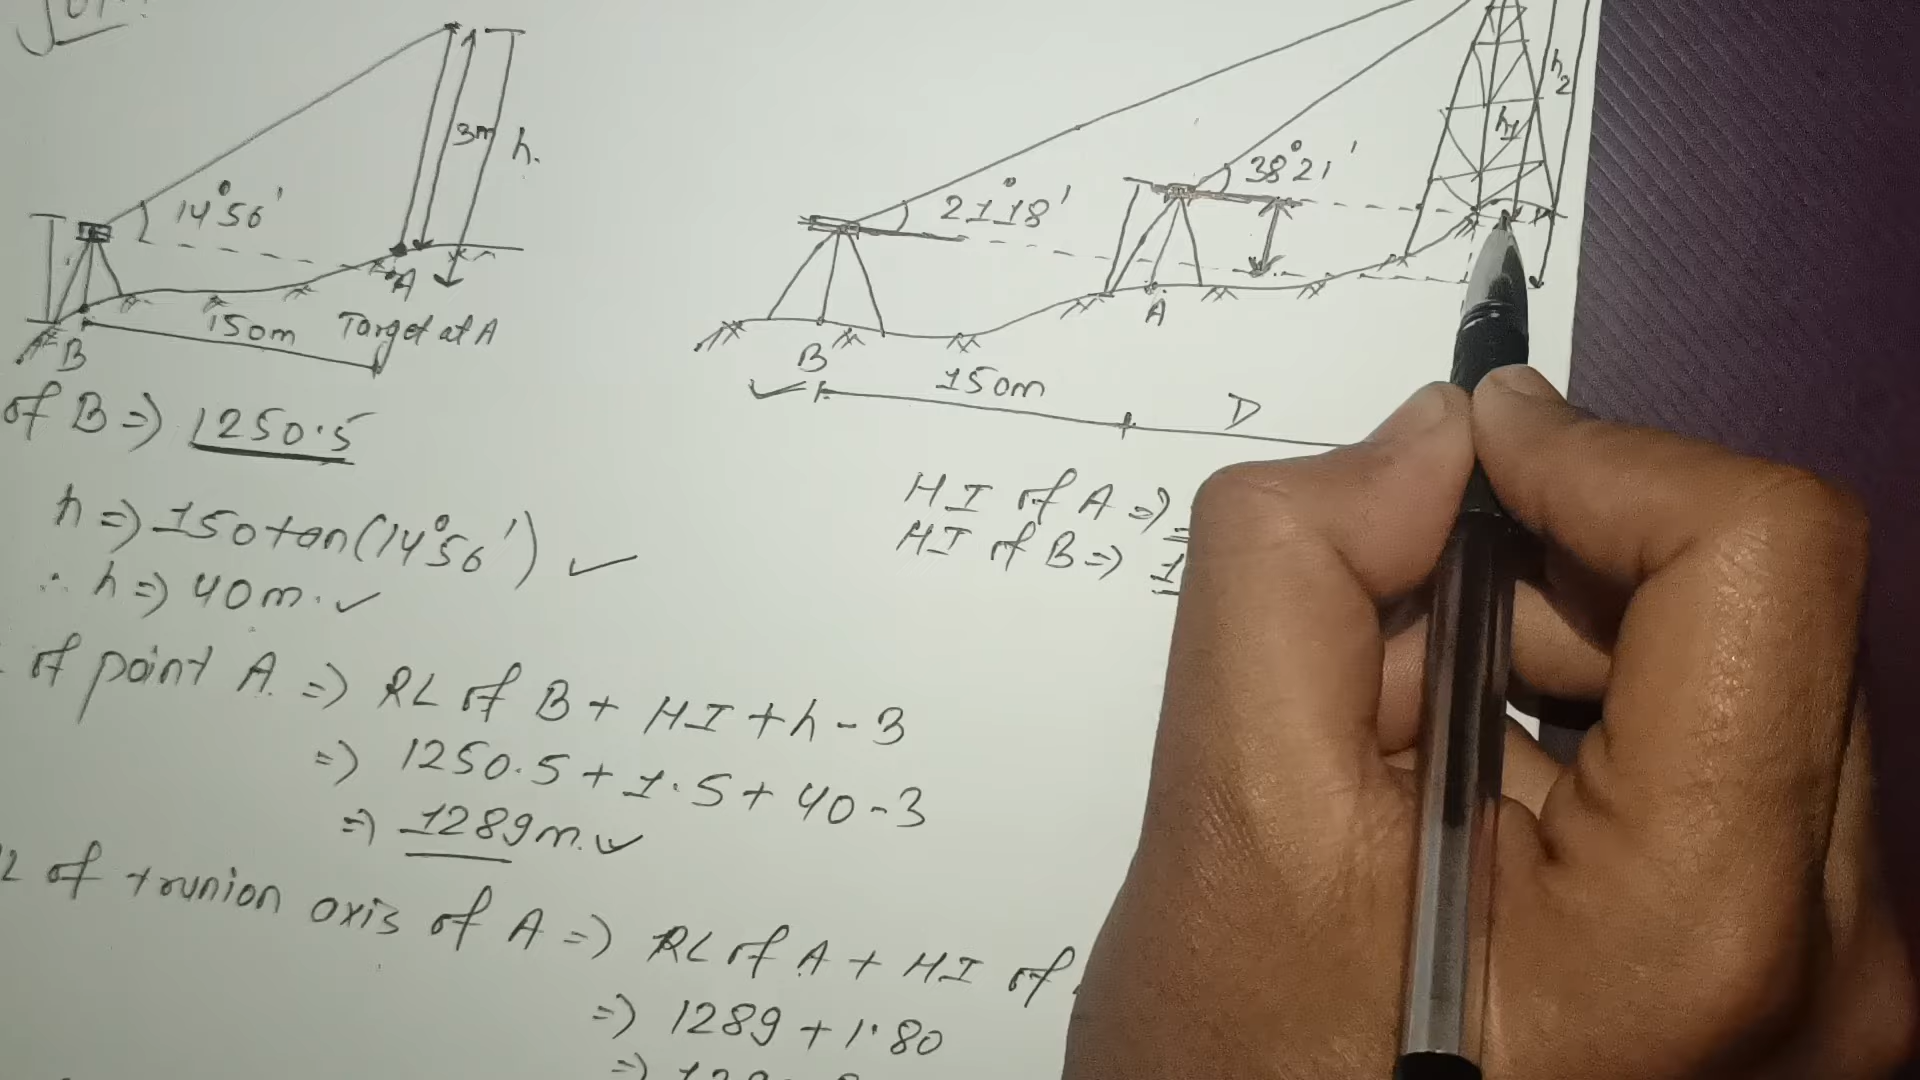 A
3m
h.
14°56'
A
B
150m
Target at A
of B => 1250.5
h => 150tan(14°56') ✓
∴ h => 40m. ✓
of point A. => RL of B + HI + h - 3
=> 1250.5 + 1.5 + 40 - 3
=> 1289m. ✓
of trunion axis of A => RL of A + HI of
=> 1289 + 1.80
=>
h2
h1
38°21'
21°18'
A
B
150m
D
HI of A =>
HI of B => 1